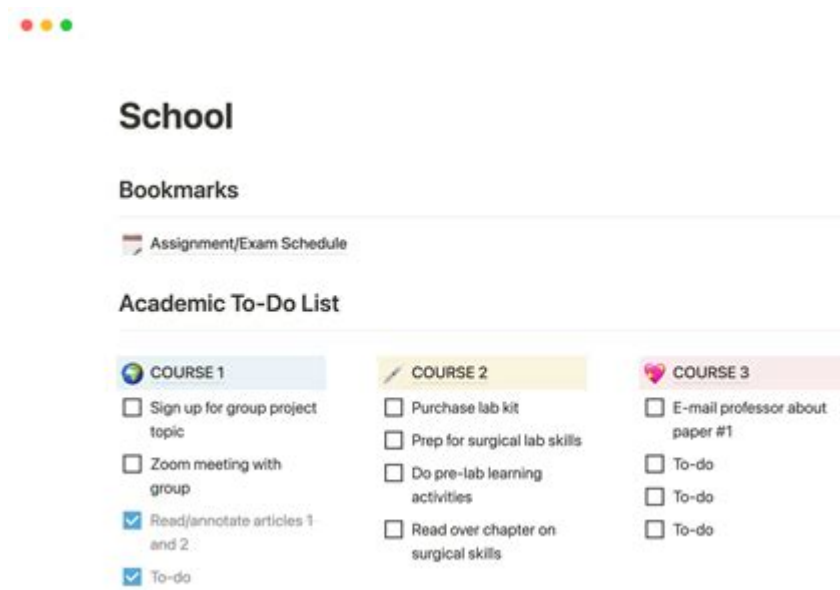 School
Bookmarks
Assignment/Exam Schedule
Academic To-Do List
COURSE 1
Sign up for group project
topic
Zoom meeting with
group
Read/annotate articles 1
and 2
To-do
COURSE 2
Purchase lab kit
Prep for surgical lab skills
Do pre-lab learning
activities
Read over chapter on
surgical skills
COURSE 3
E-mail professor about
paper #1
To-do
To-do
To-do